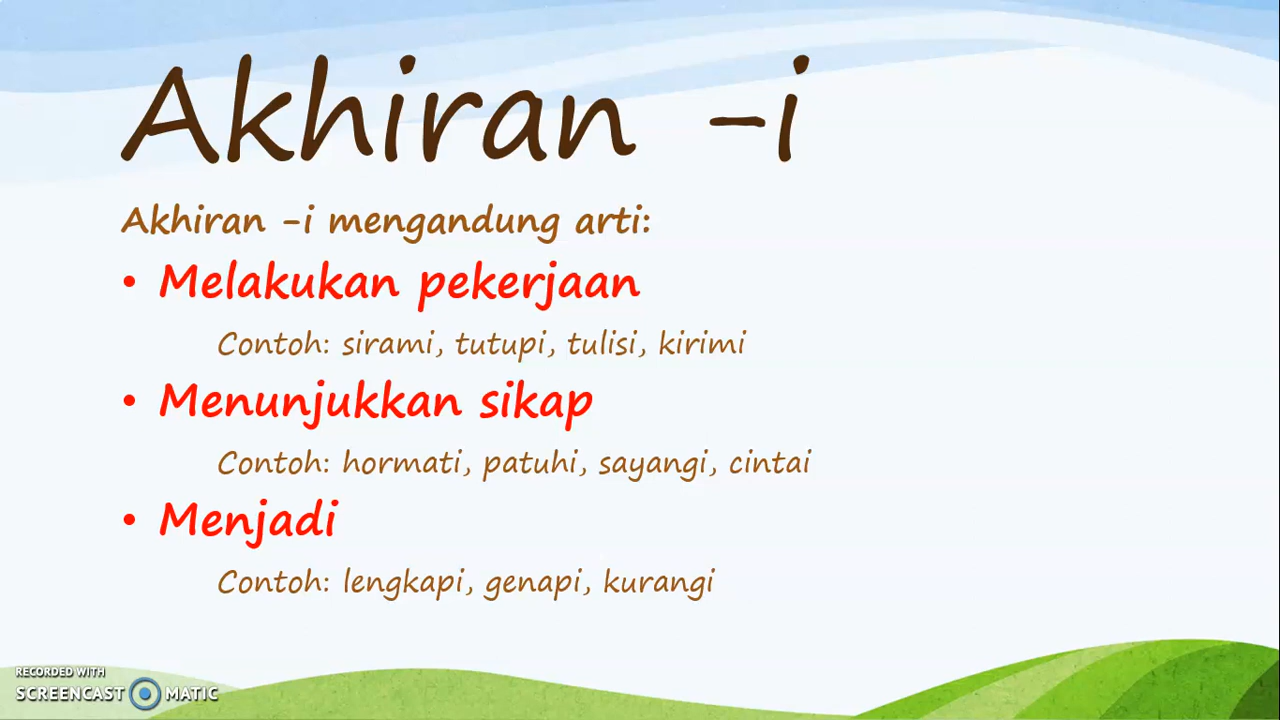 Akhiran -i
Akhiran -i mengandung arti:
• Melakukan pekerjaan
Contoh: sirami, tutupi, tulisi, kirimi
• Menunjukkan sikap
Contoh: hormati, patuhi, sayangi, cintai
• Menjadi
Contoh: lengkapi, genapi, kurangi
RECORDED WITH
SCREENCAST MATIC